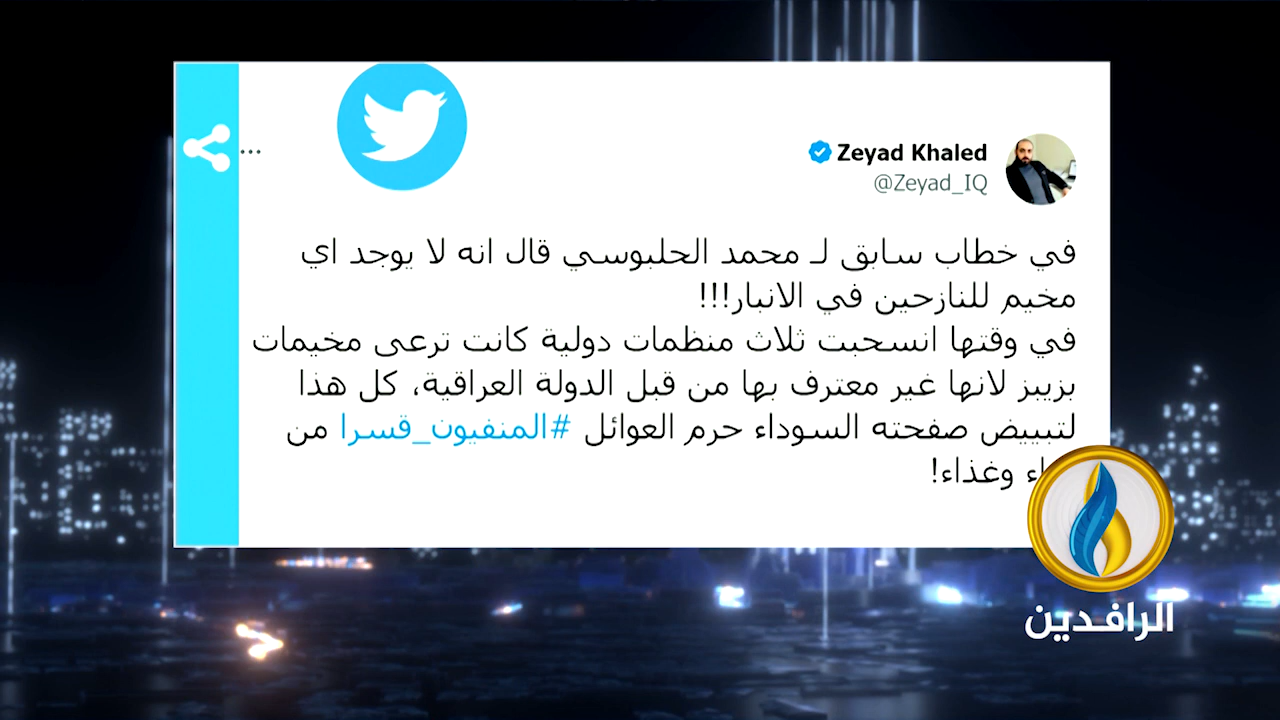 Zeyad Khaled
@Zeyad_IQ
في خطاب سابق لـ محمد الحلبوسي قال انه لا يوجد اي
مخيم للنازحين في الانبار!!!
في وقتها انسحبت ثلاث منظمات دولية كانت ترعى مخيمات
بزيبز لانها غير معترف بها من قبل الدولة العراقية، كل هذا
لتبييض صفحته السوداء حرم العوائل #المنفيون_قسرا من
وغذاء!
الرافدين